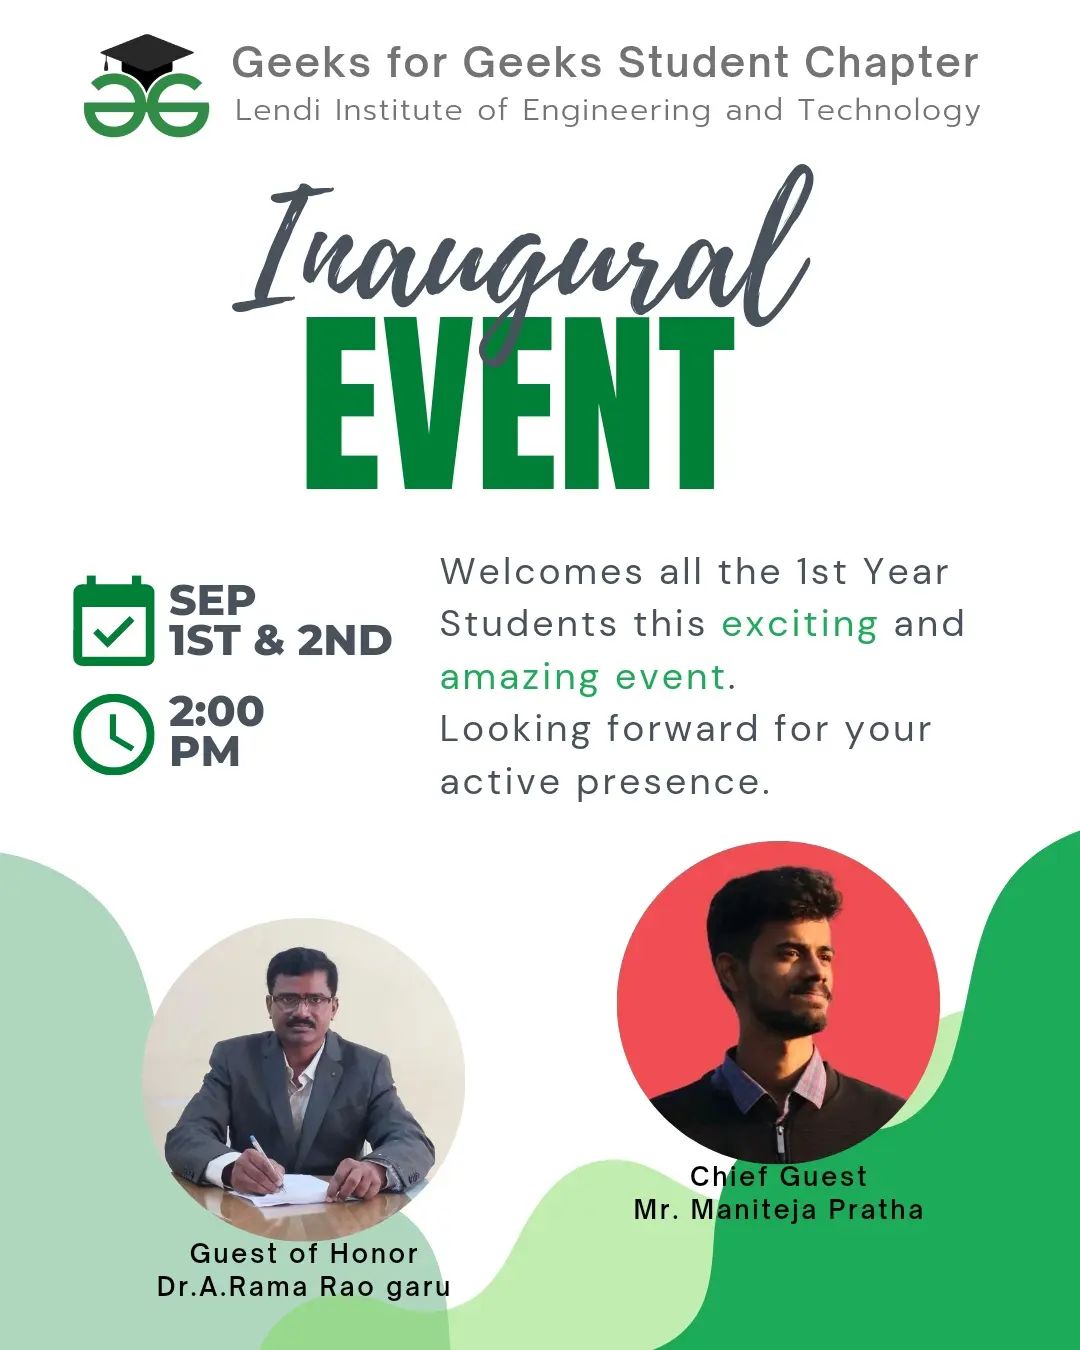 Geeks for Geeks Student Chapter
Lendi Institute of Engineering and Technology
Inaugural
EVENT
SEP
1ST & 2ND
2:00
PM
Welcomes all the 1st Year
Students this exciting and
amazing event.
Looking forward for your
active presence.
Chief Guest
Mr. Maniteja Pratha
Guest of Honor
Dr.A.Rama Rao garu